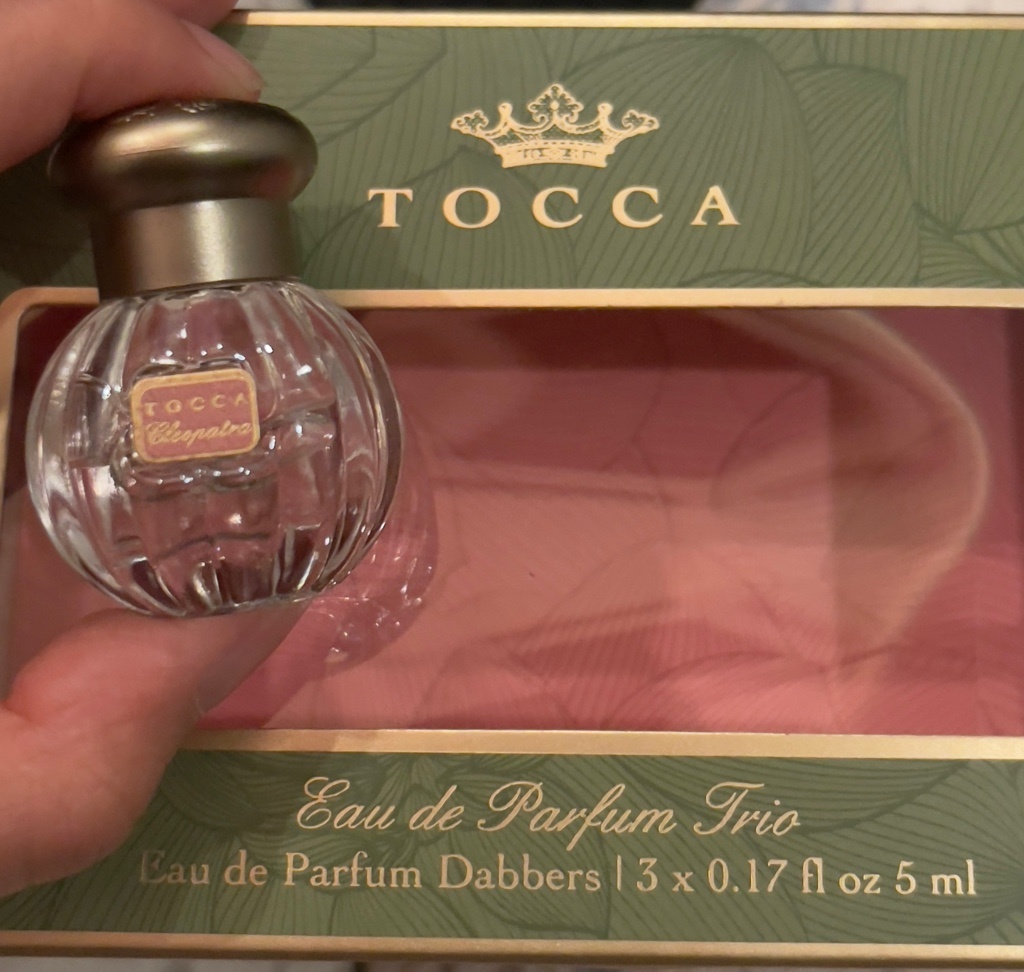 TOCCA
TOCCA
Cleopatra
Eau de Parfum Trio
Eau de Parfum Dabbers | 3 x 0.17 fl oz 5 ml